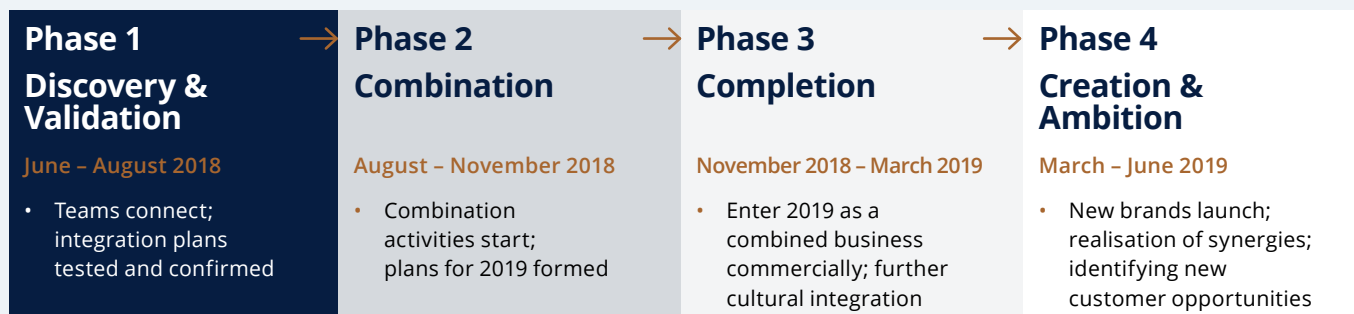 Phase 1
Discovery &
Validation
June – August 2018
• Teams connect;
integration plans
tested and confirmed
Phase 2
Combination
August – November 2018
• Combination
activities start;
plans for 2019 formed
Phase 3
Completion
November 2018 – March 2019
• Enter 2019 as a
combined business
commercially; further
cultural integration
Phase 4
Creation &
Ambition
March – June 2019
• New brands launch;
realisation of synergies;
identifying new
customer opportunities